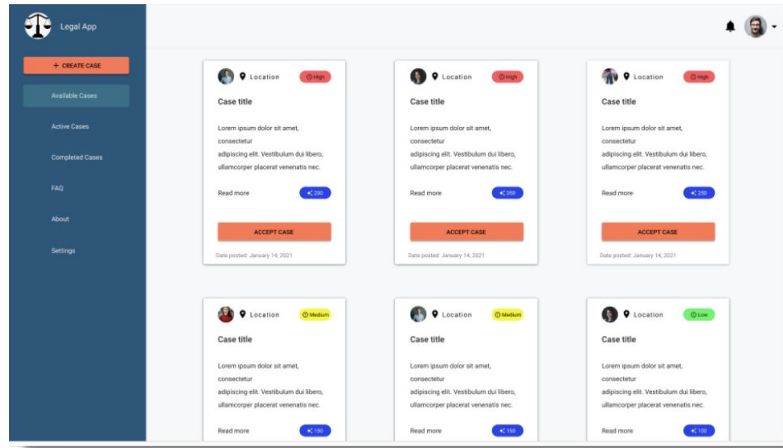 Legal App
+ CREATE CASE
Available Cases
Active Cases
Completed Cases
FAQ
About
Settings
Location High
Case title
Lorem ipsum dolor sit amet,
consectetur
adipiscing elit. Vestibulum dui libero,
ullamcorper placerat venenatis nec.
Read more
ACCEPT CASE
Date posted: January 14, 2021
Location High
Case title
Lorem ipsum dolor sit amet,
consectetur
adipiscing elit. Vestibulum dui libero,
ullamcorper placerat venenatis nec.
Read more 350
ACCEPT CASE
Date posted: January 14, 2021
Location High
Case title
Lorem ipsum dolor sit amet,
consectetur
adipiscing elit. Vestibulum dui libero,
ullamcorper placerat venenatis nec.
Read more 250
ACCEPT CASE
Date posted: January 14, 2021
Location Medium
Case title
Lorem ipsum dolor sit amet,
consectetur
adipiscing elit. Vestibulum dui libero,
ullamcorper placerat venenatis nec.
Read more 150
Location Medium
Case title
Lorem ipsum dolor sit amet,
consectetur
adipiscing elit. Vestibulum dui libero,
ullamcorper placerat venenatis nec.
Read more 150
Location Low
Case title
Lorem ipsum dolor sit amet,
consectetur
adipiscing elit. Vestibulum dui libero,
ullamcorper placerat venenatis nec.
Read more 100